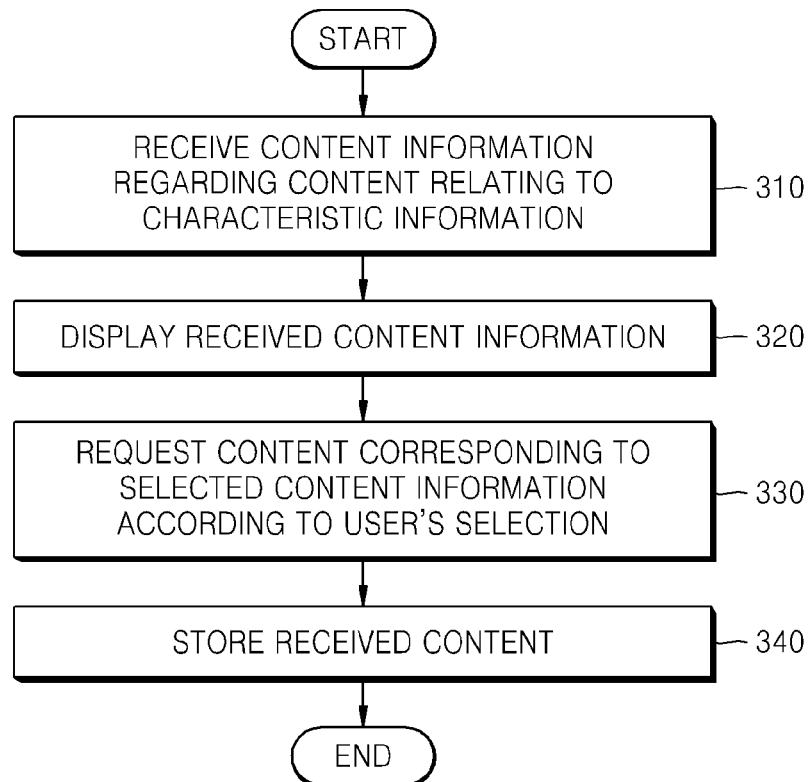 START
RECEIVE CONTENT INFORMATION
REGARDING CONTENT RELATING TO
CHARACTERISTIC INFORMATION
310
DISPLAY RECEIVED CONTENT INFORMATION
320
REQUEST CONTENT CORRESPONDING TO
SELECTED CONTENT INFORMATION
ACCORDING TO USER'S SELECTION
330
STORE RECEIVED CONTENT
340
END